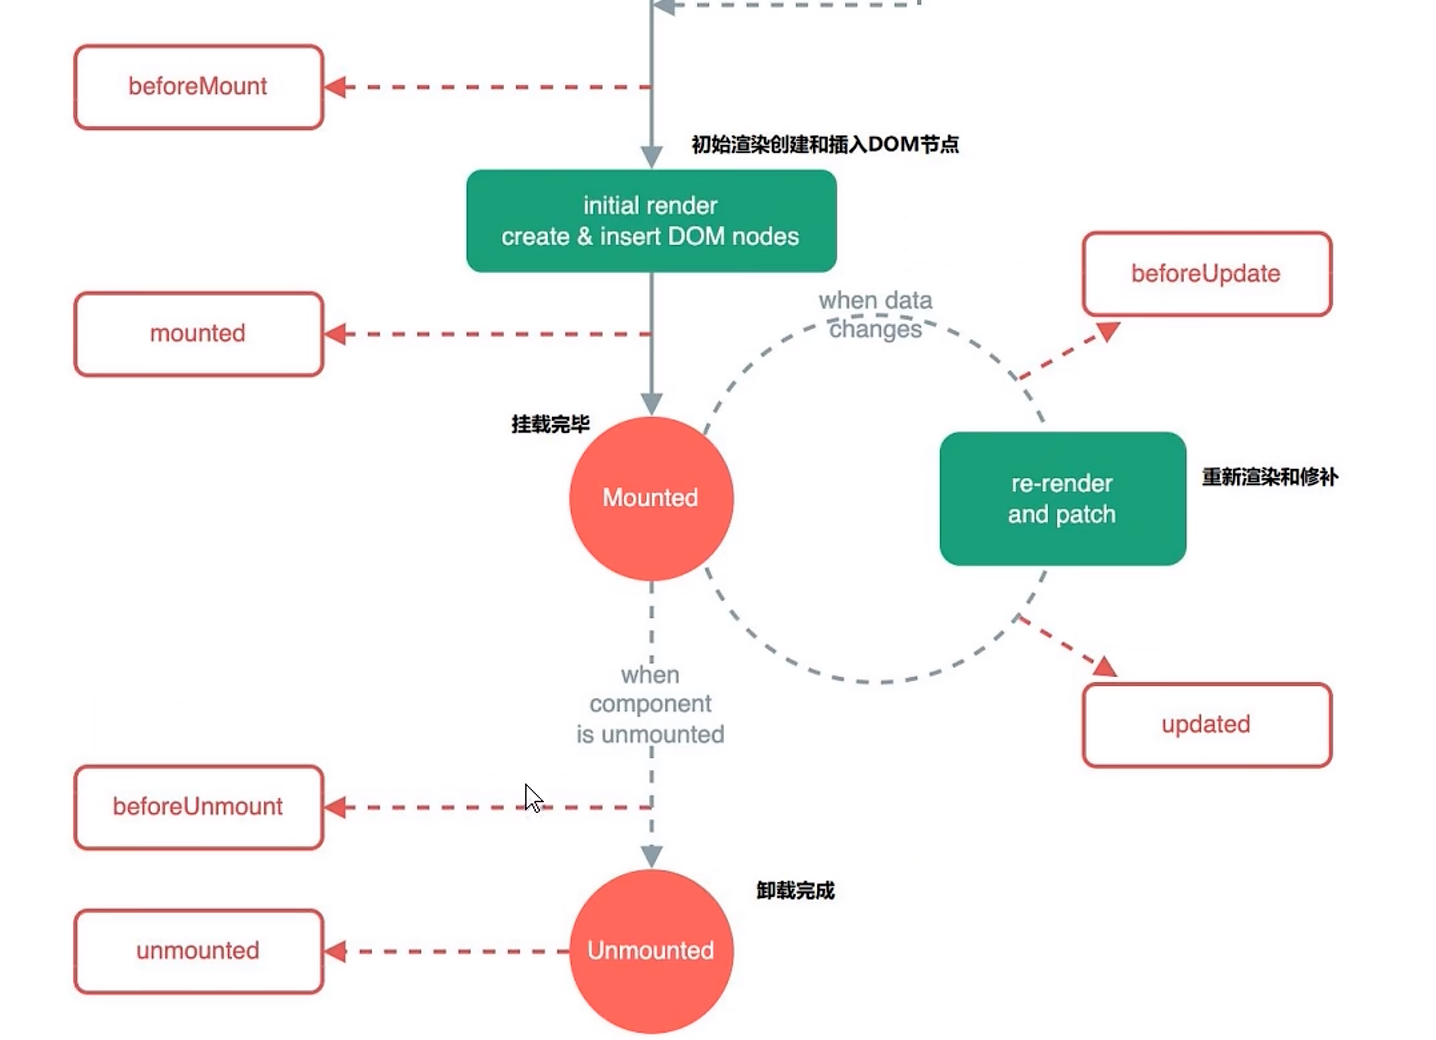 beforeMount
初始渲染创建和插入DOM节点
initial render
create & insert DOM nodes
beforeUpdate
when data
changes
mounted
挂载完毕
Mounted
re-render
and patch
重新渲染和修补
when
component
is unmounted
updated
beforeUnmount
卸载完成
unmounted
Unmounted